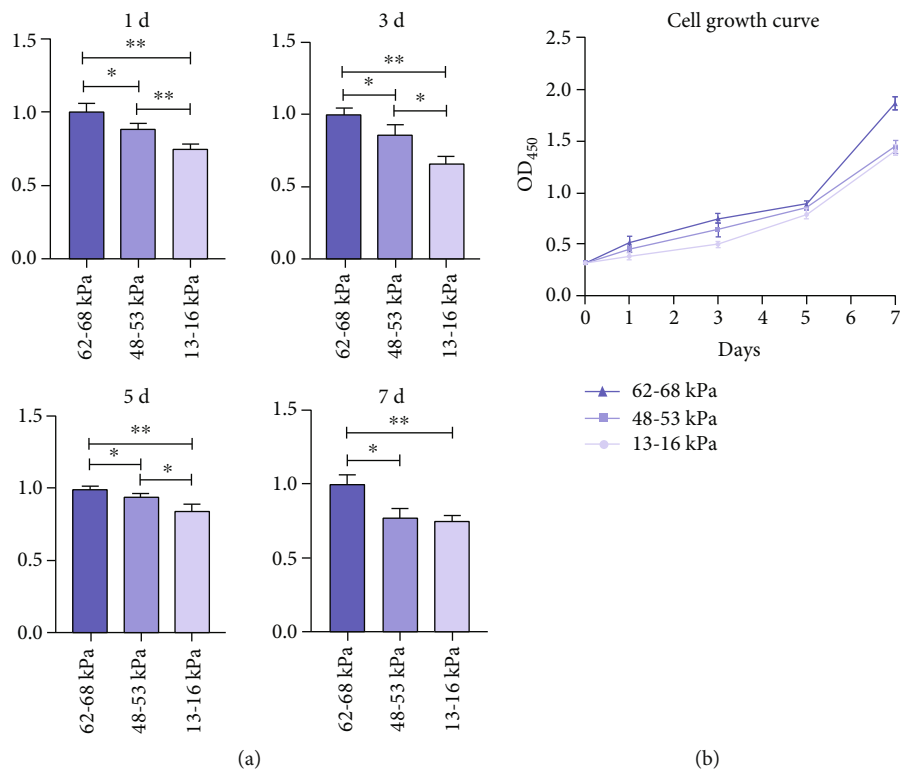 1 d
1.5
1.0
0.5
0.0
**
*
**
62-68 kPa
48-53 kPa
13-16 kPa
3 d
1.5
1.0
0.5
0.0
**
*
*
62-68 kPa
48-53 kPa
13-16 kPa
5 d
1.5
1.0
0.5
0.0
**
*
*
62-68 kPa
48-53 kPa
13-16 kPa
7 d
1.5
1.0
0.5
0.0
**
*
62-68 kPa
48-53 kPa
13-16 kPa
(a)
Cell growth curve
OD450
2.5
2.0
1.5
1.0
0.5
0.0
0 1 2 3 4 5 6 7
Days
62-68 kPa
48-53 kPa
13-16 kPa
(b)